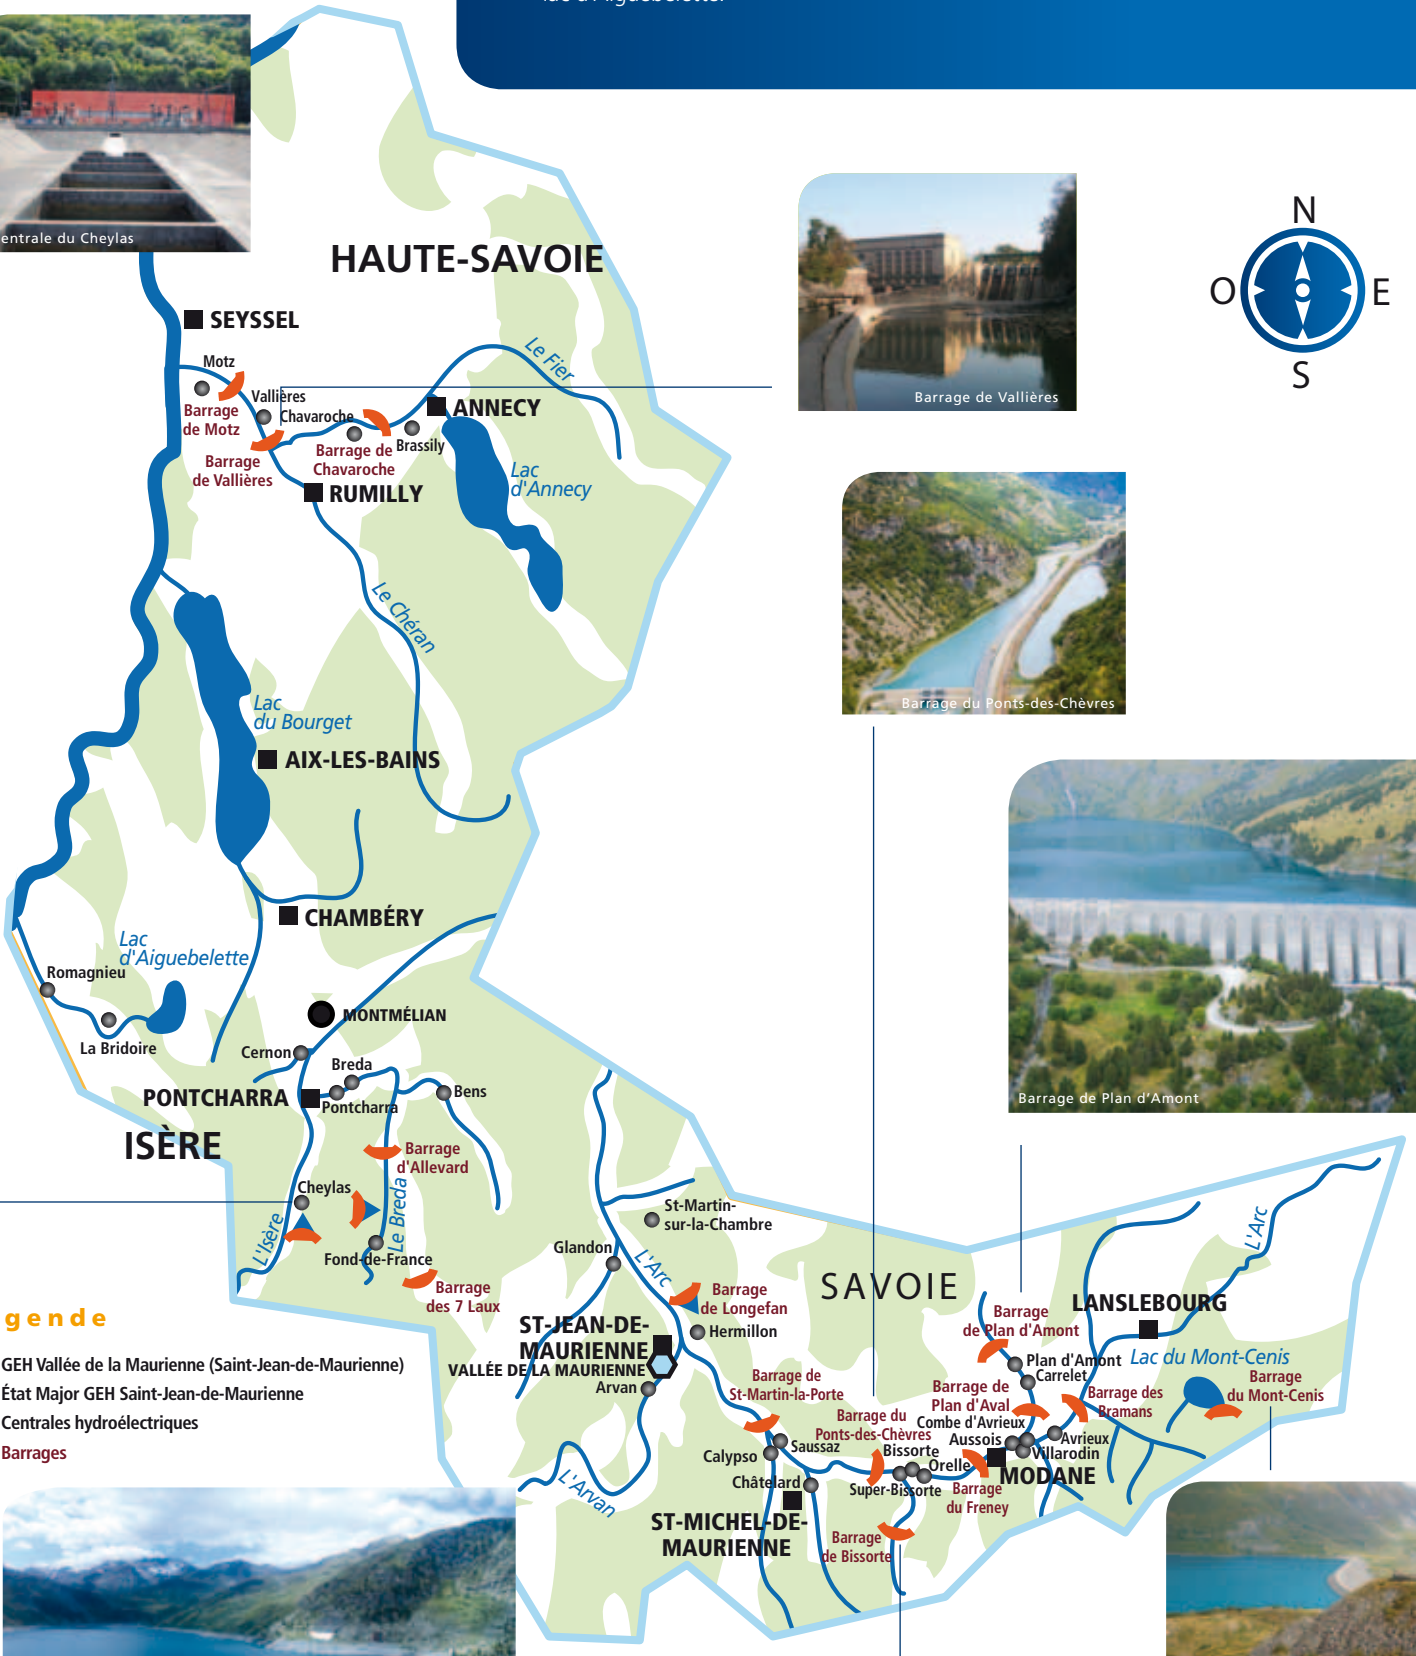 lac d'Aiguebelette.
entrale du Cheylas
HAUTE-SAVOIE
N
O
E
S
Barrage de Vallières
SEYSSEL
Le Fier
Motz
Vallières
Barrage
de Motz
Chavaroche
ANNECY
Brassily
Barrage de
Chavaroche
Barrage
de Vallières
RUMILLY
Lac
d'Annecy
Le Chéran
Barrage du Ponts-des-Chèvres
Lac
du Bourget
AIX-LES-BAINS
CHAMBÉRY
Lac
d'Aiguebelette
Romagnieu
La Bridoire
MONTMÉLIAN
Cernon
Breda
PONTCHARRA
Pontcharra
Bens
Barrage de Plan d'Amont
ISÈRE
Barrage
d'Allevard
Cheylas
L'Isère
Le Breda
Fond-de-France
Barrage
des 7 Laux
St-Martin-
sur-la-Chambre
Glandon
L'Arc
Barrage
de Longefan
Hermillon
SAVOIE
L'Arc
LANSLEBOURG
Barrage
de Plan d'Amont
gende
GEH Vallée de la Maurienne (Saint-Jean-de-Maurienne)
État Major GEH Saint-Jean-de-Maurienne
Centrales hydroélectriques
Barrages
ST-JEAN-DE-
MAURIENNE
VALLÉE DE LA MAURIENNE
Arvan
L'Arvan
Plan d'Amont
Carrelet
Lac du Mont-Cenis
Barrage
du Mont-Cenis
Barrage de
St-Martin-la-Porte
Barrage de
Plan d'Aval
Barrage des
Bramans
Barrage du
Ponts-des-Chèvres
Combe d'Avrieux
Aussois
Avrieux
Villarodin
Saussaz
Calypso
Bissorte
Orelle
MODANE
Châtelard
Super-Bissorte
Barrage
du Freney
ST-MICHEL-DE-
MAURIENNE
Barrage
de Bissorte